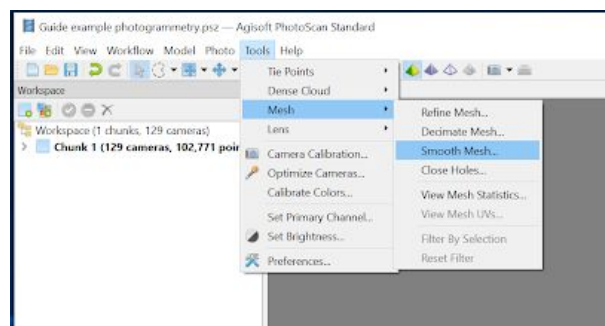 Guide example photogrammetry.psz — Agisoft PhotoScan Standard
File Edit View Workflow Model Photo Tools Help
Workspace
Workspace (1 chunks, 129 cameras)
Chunk 1 (129 cameras, 102,771 poin
Tie Points
Dense Cloud
Mesh
Lens
Camera Calibration...
Optimize Cameras...
Calibrate Colors...
Set Primary Channel...
Set Brightness...
Preferences...
Refine Mesh...
Decimate Mesh...
Smooth Mesh...
Close Holes...
View Mesh Statistics...
View Mesh UVs...
Filter By Selection
Reset Filter